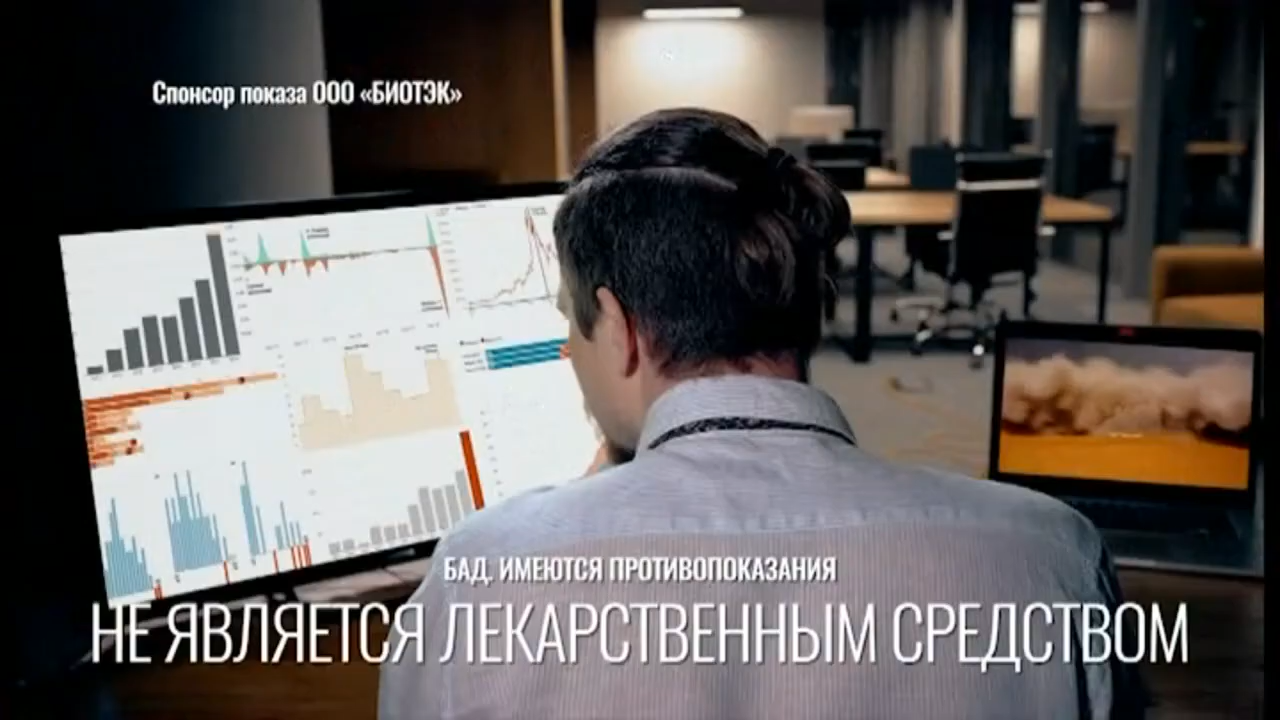 Спонсор показа ООО «БИОТЭК»
БАД. ИМЕЮТСЯ ПРОТИВОПОКАЗАНИЯ
НЕ ЯВЛЯЕТСЯ ЛЕКАРСТВЕННЫМ СРЕДСТВОМ